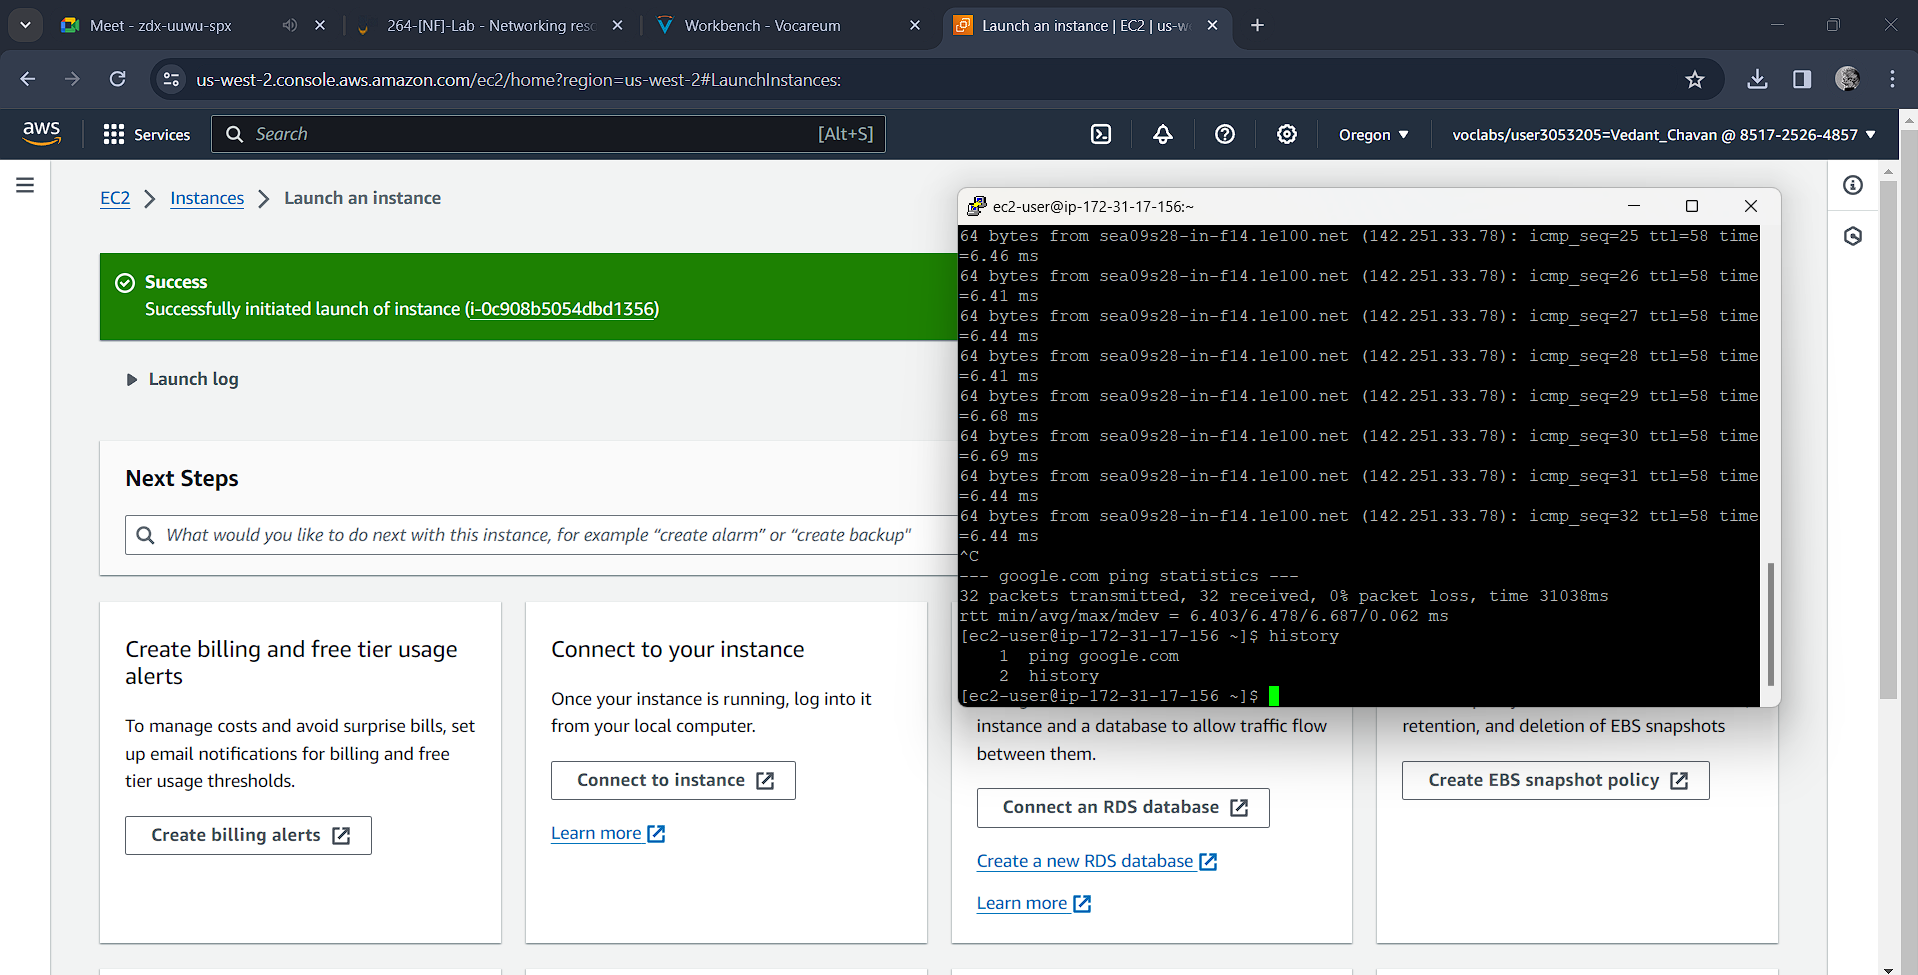 Meet - zdx-uuwu-spx
264-[NF]-Lab - Networking reso
Workbench - Vocareum
Launch an instance | EC2 | us-w
us-west-2.console.aws.amazon.com/ec2/home?region=us-west-2#LaunchInstances:
aws
Services
Search
[Alt+S]
Oregon
voclabs/user3053205=Vedant_Chavan @ 8517-2526-4857
EC2
Instances
Launch an instance
Success
Successfully initiated launch of instance (i-0c908b5054dbd1356)
Launch log
Next Steps
What would you like to do next with this instance, for example “create alarm” or “create backup"
Create billing and free tier usage
alerts
To manage costs and avoid surprise bills, set
up email notifications for billing and free
tier usage thresholds.
Create billing alerts
Connect to your instance
Once your instance is running, log into it
from your local computer.
Connect to instance
Learn more
instance and a database to allow traffic flow
between them.
Connect an RDS database
Create a new RDS database
Learn more
retention, and deletion of EBS snapshots
Create EBS snapshot policy
ec2-user@ip-172-31-17-156:~
64 bytes from sea09s28-in-f14.1e100.net (142.251.33.78): icmp_seq=25 ttl=58 time
=6.46 ms
64 bytes from sea09s28-in-f14.1e100.net (142.251.33.78): icmp_seq=26 ttl=58 time
=6.41 ms
64 bytes from sea09s28-in-f14.1e100.net (142.251.33.78): icmp_seq=27 ttl=58 time
=6.44 ms
64 bytes from sea09s28-in-f14.1e100.net (142.251.33.78): icmp_seq=28 ttl=58 time
=6.41 ms
64 bytes from sea09s28-in-f14.1e100.net (142.251.33.78): icmp_seq=29 ttl=58 time
=6.68 ms
64 bytes from sea09s28-in-f14.1e100.net (142.251.33.78): icmp_seq=30 ttl=58 time
=6.69 ms
64 bytes from sea09s28-in-f14.1e100.net (142.251.33.78): icmp_seq=31 ttl=58 time
=6.44 ms
64 bytes from sea09s28-in-f14.1e100.net (142.251.33.78): icmp_seq=32 ttl=58 time
=6.44 ms
^C
--- google.com ping statistics ---
32 packets transmitted, 32 received, 0% packet loss, time 31038ms
rtt min/avg/max/mdev = 6.403/6.478/6.687/0.062 ms
[ec2-user@ip-172-31-17-156 ~]$ history
1 ping google.com
2 history
[ec2-user@ip-172-31-17-156 ~]$